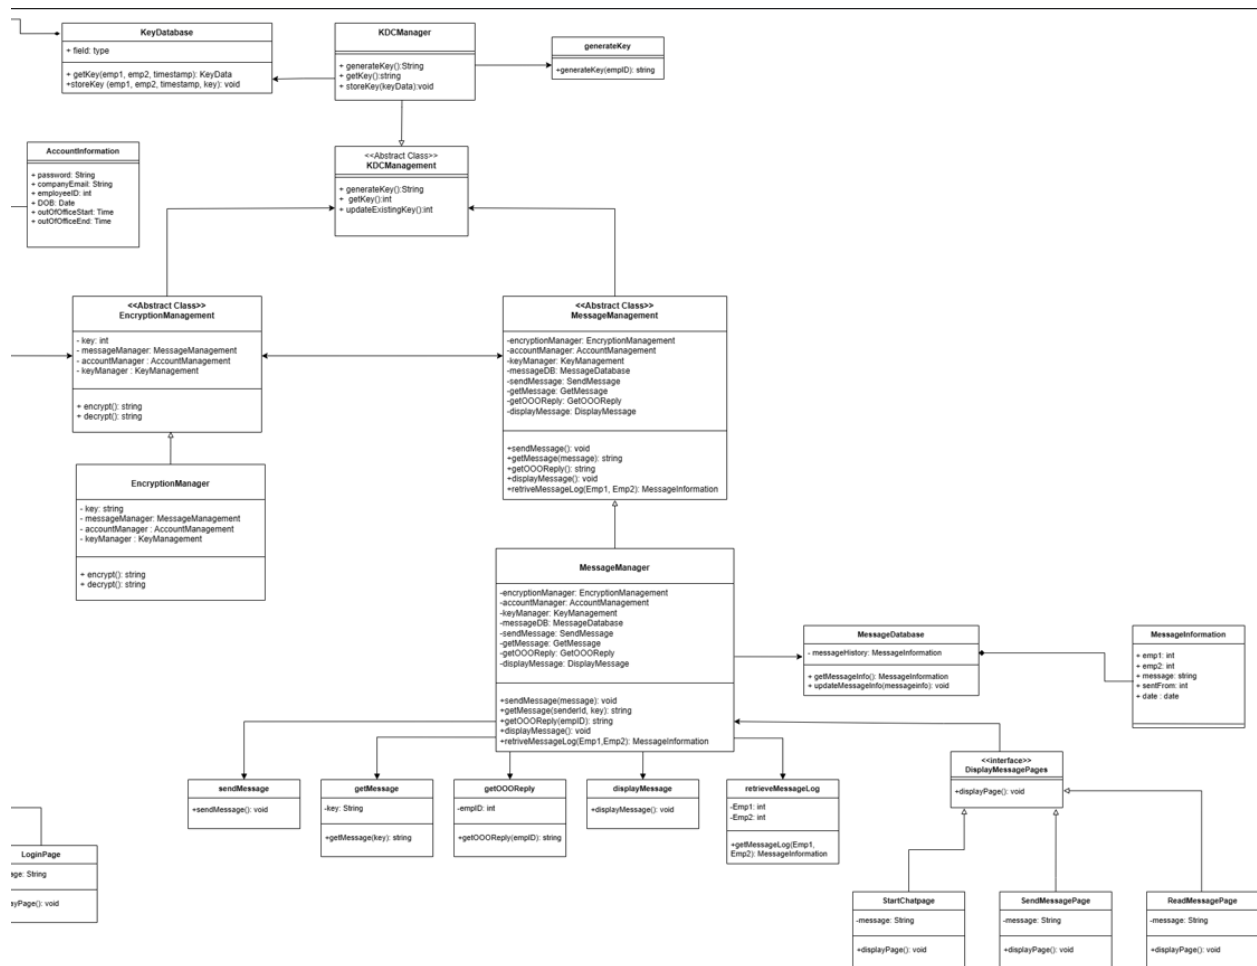 KeyDatabase
+ field: type
+ getKey(emp1, emp2, timestamp): KeyData
+storeKey (emp1, emp2, timestamp, key): void
KDCManager
+ generateKey():String
+ getKey():string
+ storeKey(keyData):void
generateKey
+generateKey(empID): string
AccountInformation
+ password: String
+ companyEmail: String
+ employeeID: int
+ DOB: Date
+ outOfOfficeStart: Time
+ outOfOfficeEnd: Time
<<Abstract Class>>
KDCManagement
+ generateKey():String
+ getKey():int
+ updateExistingKey():int
<<Abstract Class>>
EncryptionManagement
- key: int
- messageManager: MessageManagement
- accountManager : AccountManagement
- keyManager : KeyManagement
+ encrypt(): string
+ decrypt(): string
<<Abstract Class>>
MessageManagement
-encryptionManager: EncryptionManagement
-accountManager: AccountManagement
-keyManager: KeyManagement
-messageDB: MessageDatabase
-sendMessage: SendMessage
-getMessage: GetMessage
-getOOOReply: GetOOOReply
-displayMessage: DisplayMessage
+sendMessage(): void
+getMessage(message): string
+getOOOReply(): string
+displayMessage(): void
+retriveMessageLog(Emp1, Emp2): MessageInformation
EncryptionManager
- key: string
- messageManager: MessageManagement
- accountManager : AccountManagement
- keyManager : KeyManagement
+ encrypt(): string
+ decrypt(): string
MessageManager
-encryptionManager: EncryptionManagement
-accountManager: AccountManagement
-keyManager: KeyManagement
-messageDB: MessageDatabase
-sendMessage: SendMessage
-getMessage: GetMessage
-getOOOReply: GetOOOReply
-displayMessage: DisplayMessage
+sendMessage(message): void
+getMessage(senderId, key): string
+getOOOReply(empID): string
+displayMessage(): void
+retriveMessageLog(Emp1,Emp2): MessageInformation
MessageDatabase
- messageHistory: MessageInformation
+ getMessageInfo(): MessageInformation
+ updateMessageInfo(messageinfo): void
MessageInformation
+ emp1: int
+ emp2: int
+ message: string
+ sentFrom: int
+ date : date
<<interface>>
DisplayMessagePages
+displayPage(): void
sendMessage
+sendMessage(): void
getMessage
-key: String
+getMessage(key): string
getOOOReply
-empID: int
+getOOOReply(empID): string
displayMessage
+displayMessage(): void
retrieveMessageLog
-Emp1: int
-Emp2: int
+getMessageLog(Emp1,
Emp2): MessageInformation
LoginPage
age: String
ayPage(): void
StartChatpage
-message: String
+displayPage(): void
SendMessagePage
-message: String
+displayPage(): void
ReadMessagePage
-message: String
+displayPage(): void